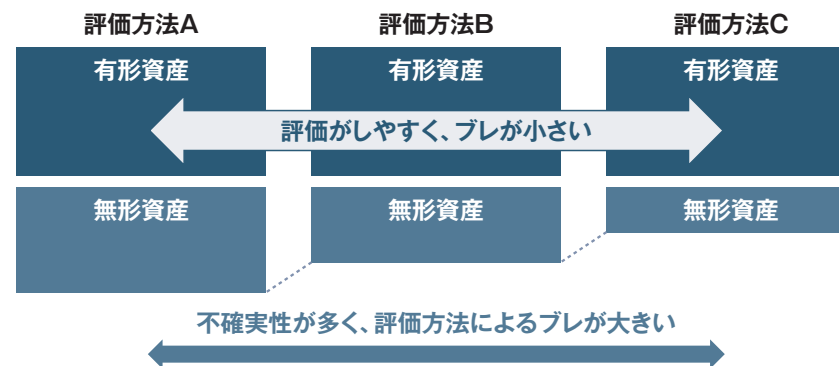 評価方法A
評価方法B
評価方法C
有形資産
有形資産
有形資産
評価がしやすく、ブレが小さい
無形資産
無形資産
無形資産
不確実性が多く、評価方法によるブレが大きい